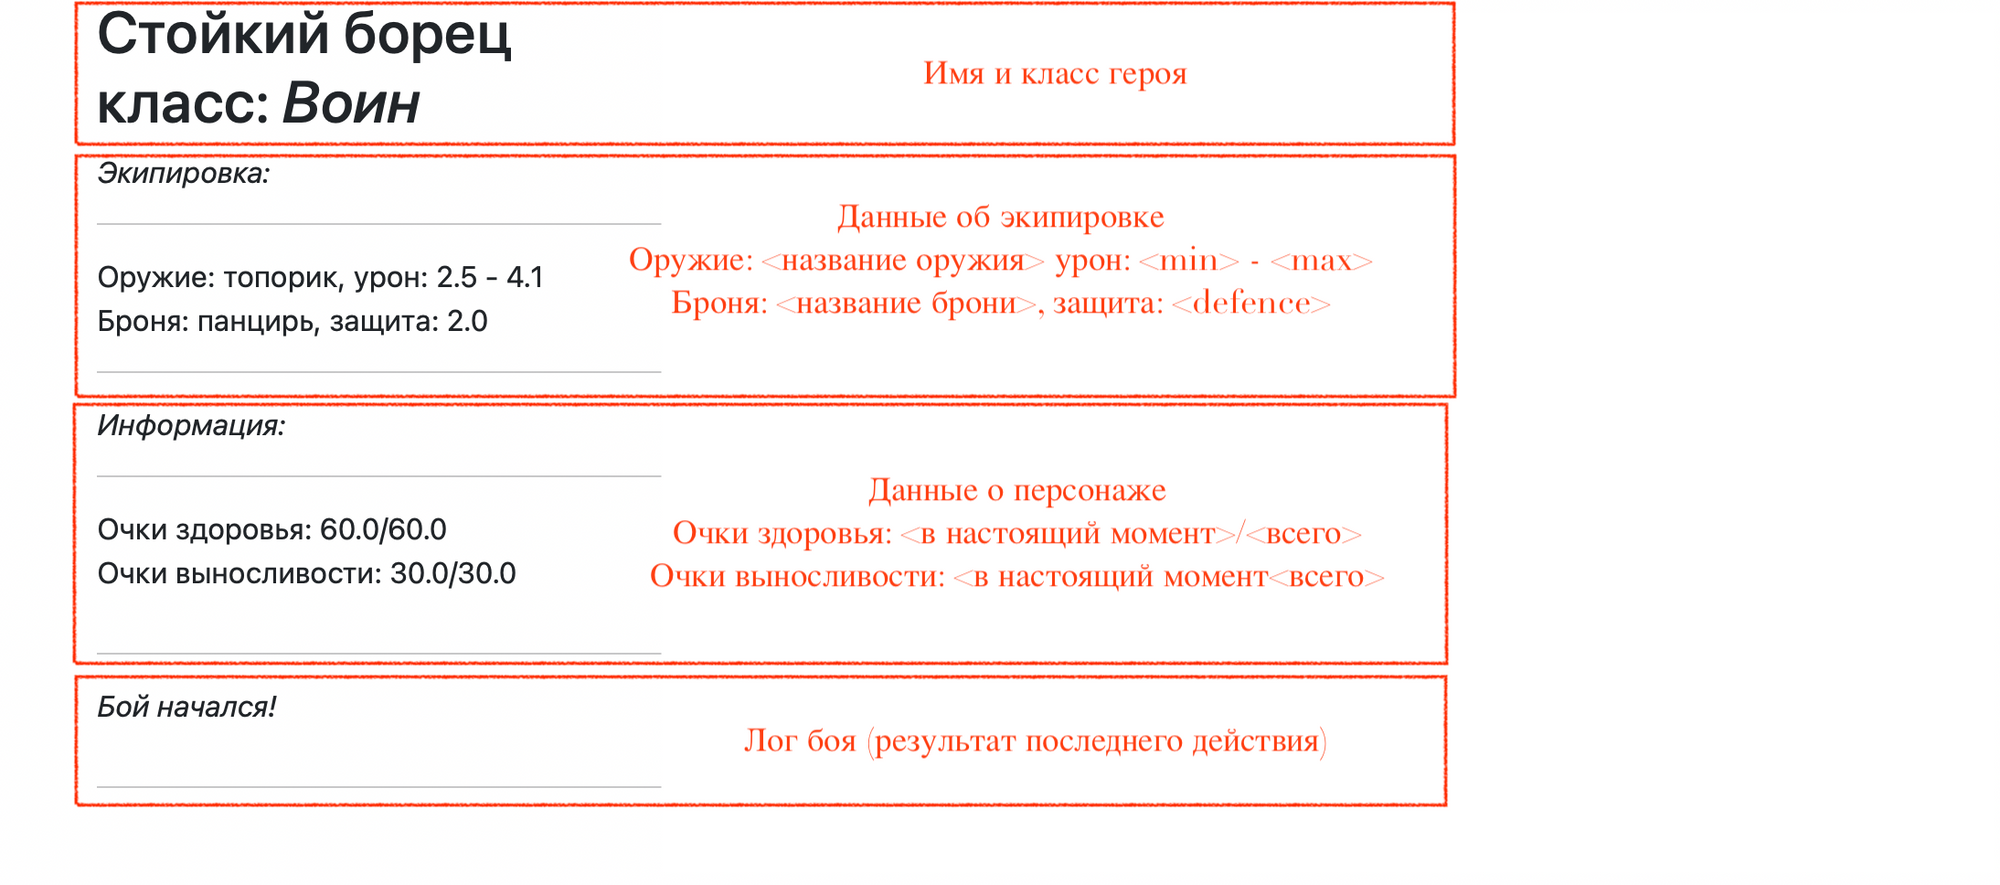 Стойкий борец
класс: Воин
Имя и класс героя
Экипировка:
Оружие: топорик, урон: 2.5 - 4.1
Броня: панцирь, защита: 2.0
Данные об экипировке
Оружие: <название оружия> урон: <min> - <max>
Броня: <название брони>, защита: <defence>
Информация:
Очки здоровья: 60.0/60.0
Очки выносливости: 30.0/30.0
Данные о персонаже
Очки здоровья: <в настоящий момент>/<всего>
Очки выносливости: <в настоящий момент<всего>
Бой начался!
Лог боя (результат последнего действия)